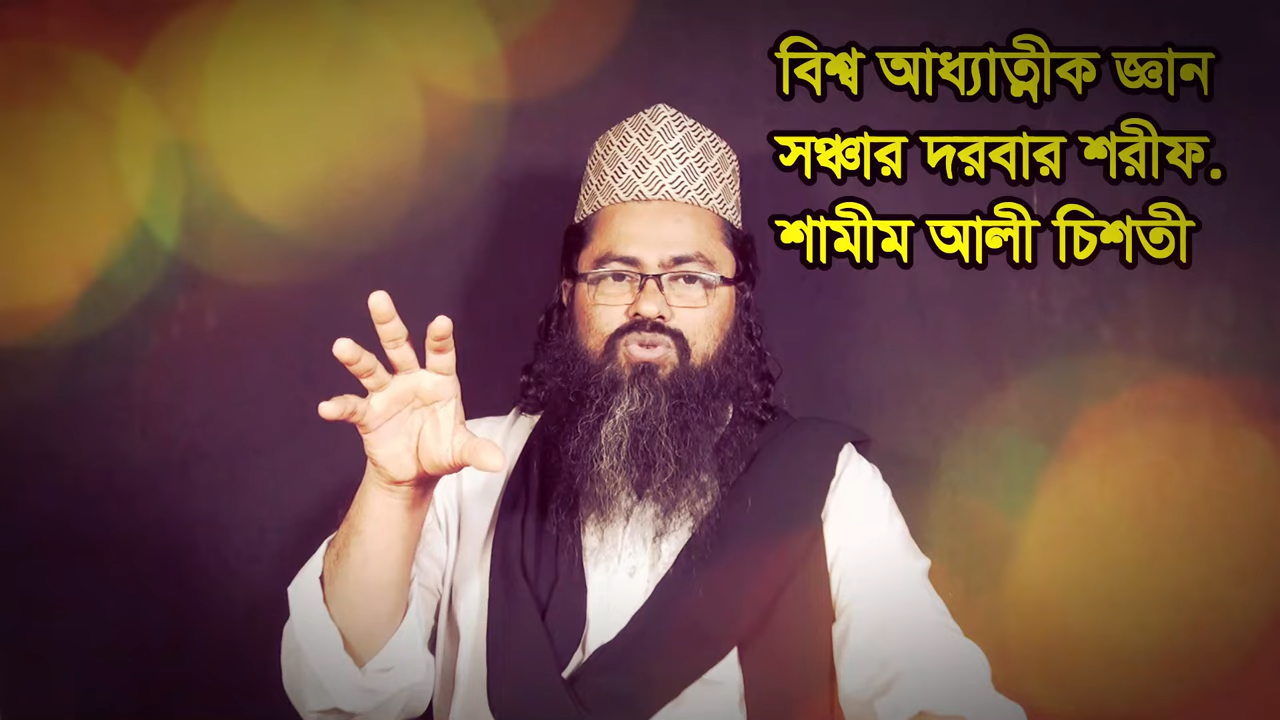 বিশ্ব আধ্যাত্নীক জ্ঞান
সঞ্চার দরবার শরীফ.
শামীম আলী চিশতী